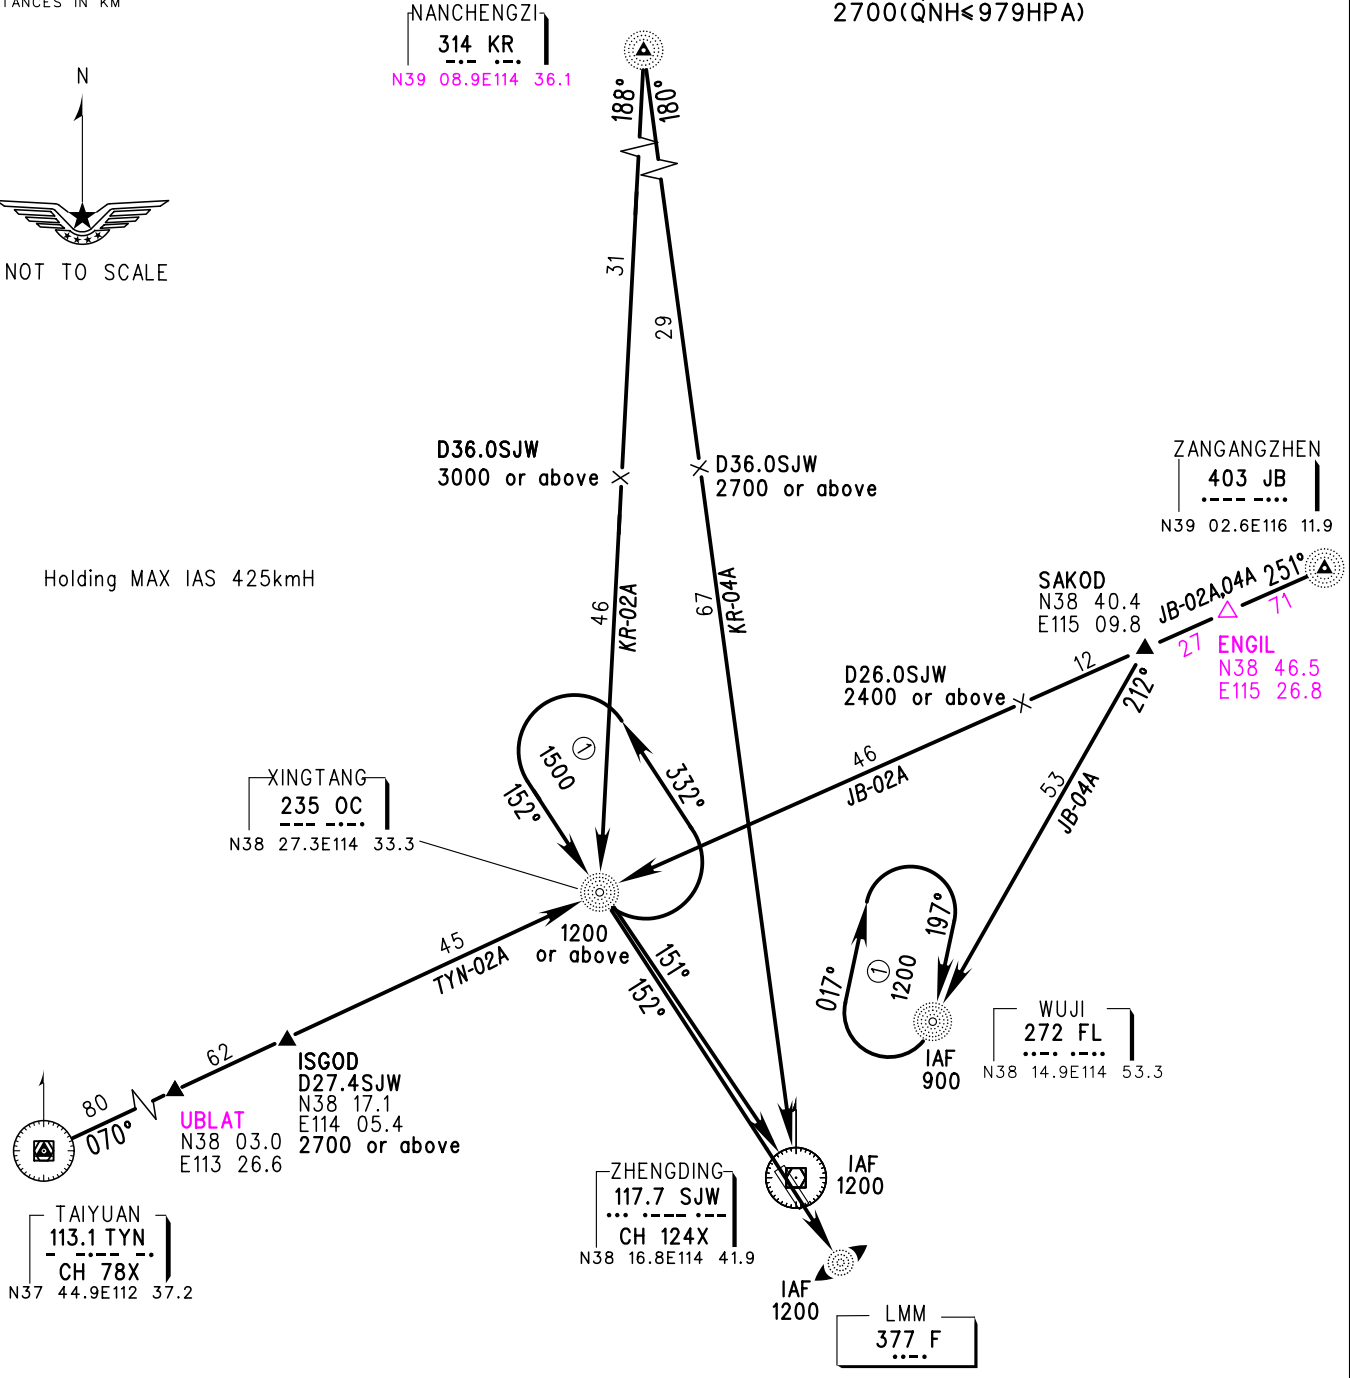 TANCES IN KM
2700(QNH≤979HPA)
NANCHENGZI
314 KR
N39 08.9E114 36.1
188°
180°
N
NOT TO SCALE
31
29
D36.0SJW
3000 or above
D36.0SJW
2700 or above
ZANGANGZHEN
403 JB
N39 02.6E116 11.9
Holding MAX IAS 425kmH
46
KR-02A
67
KR-04A
SAKOD
N38 40.4
E115 09.8
JB-02A,04A
251°
71
27
ENGIL
N38 46.5
E115 26.8
12
212°
D26.0SJW
2400 or above
46
JB-02A
53
JB-04A
1
1500
152°
332°
XINGTANG
235 OC
N38 27.3E114 33.3
1200
or above
151°
152°
45
TYN-02A
197°
017°
1
1200
IAF
900
WUJI
272 FL
N38 14.9E114 53.3
62
ISGOD
D27.4SJW
N38 17.1
E114 05.4
2700 or above
80
070°
UBLAT
N38 03.0
E113 26.6
TAIYUAN
113.1 TYN
CH 78X
N37 44.9E112 37.2
ZHENGDING
117.7 SJW
CH 124X
N38 16.8E114 41.9
IAF
1200
IAF
1200
LMM
377 F